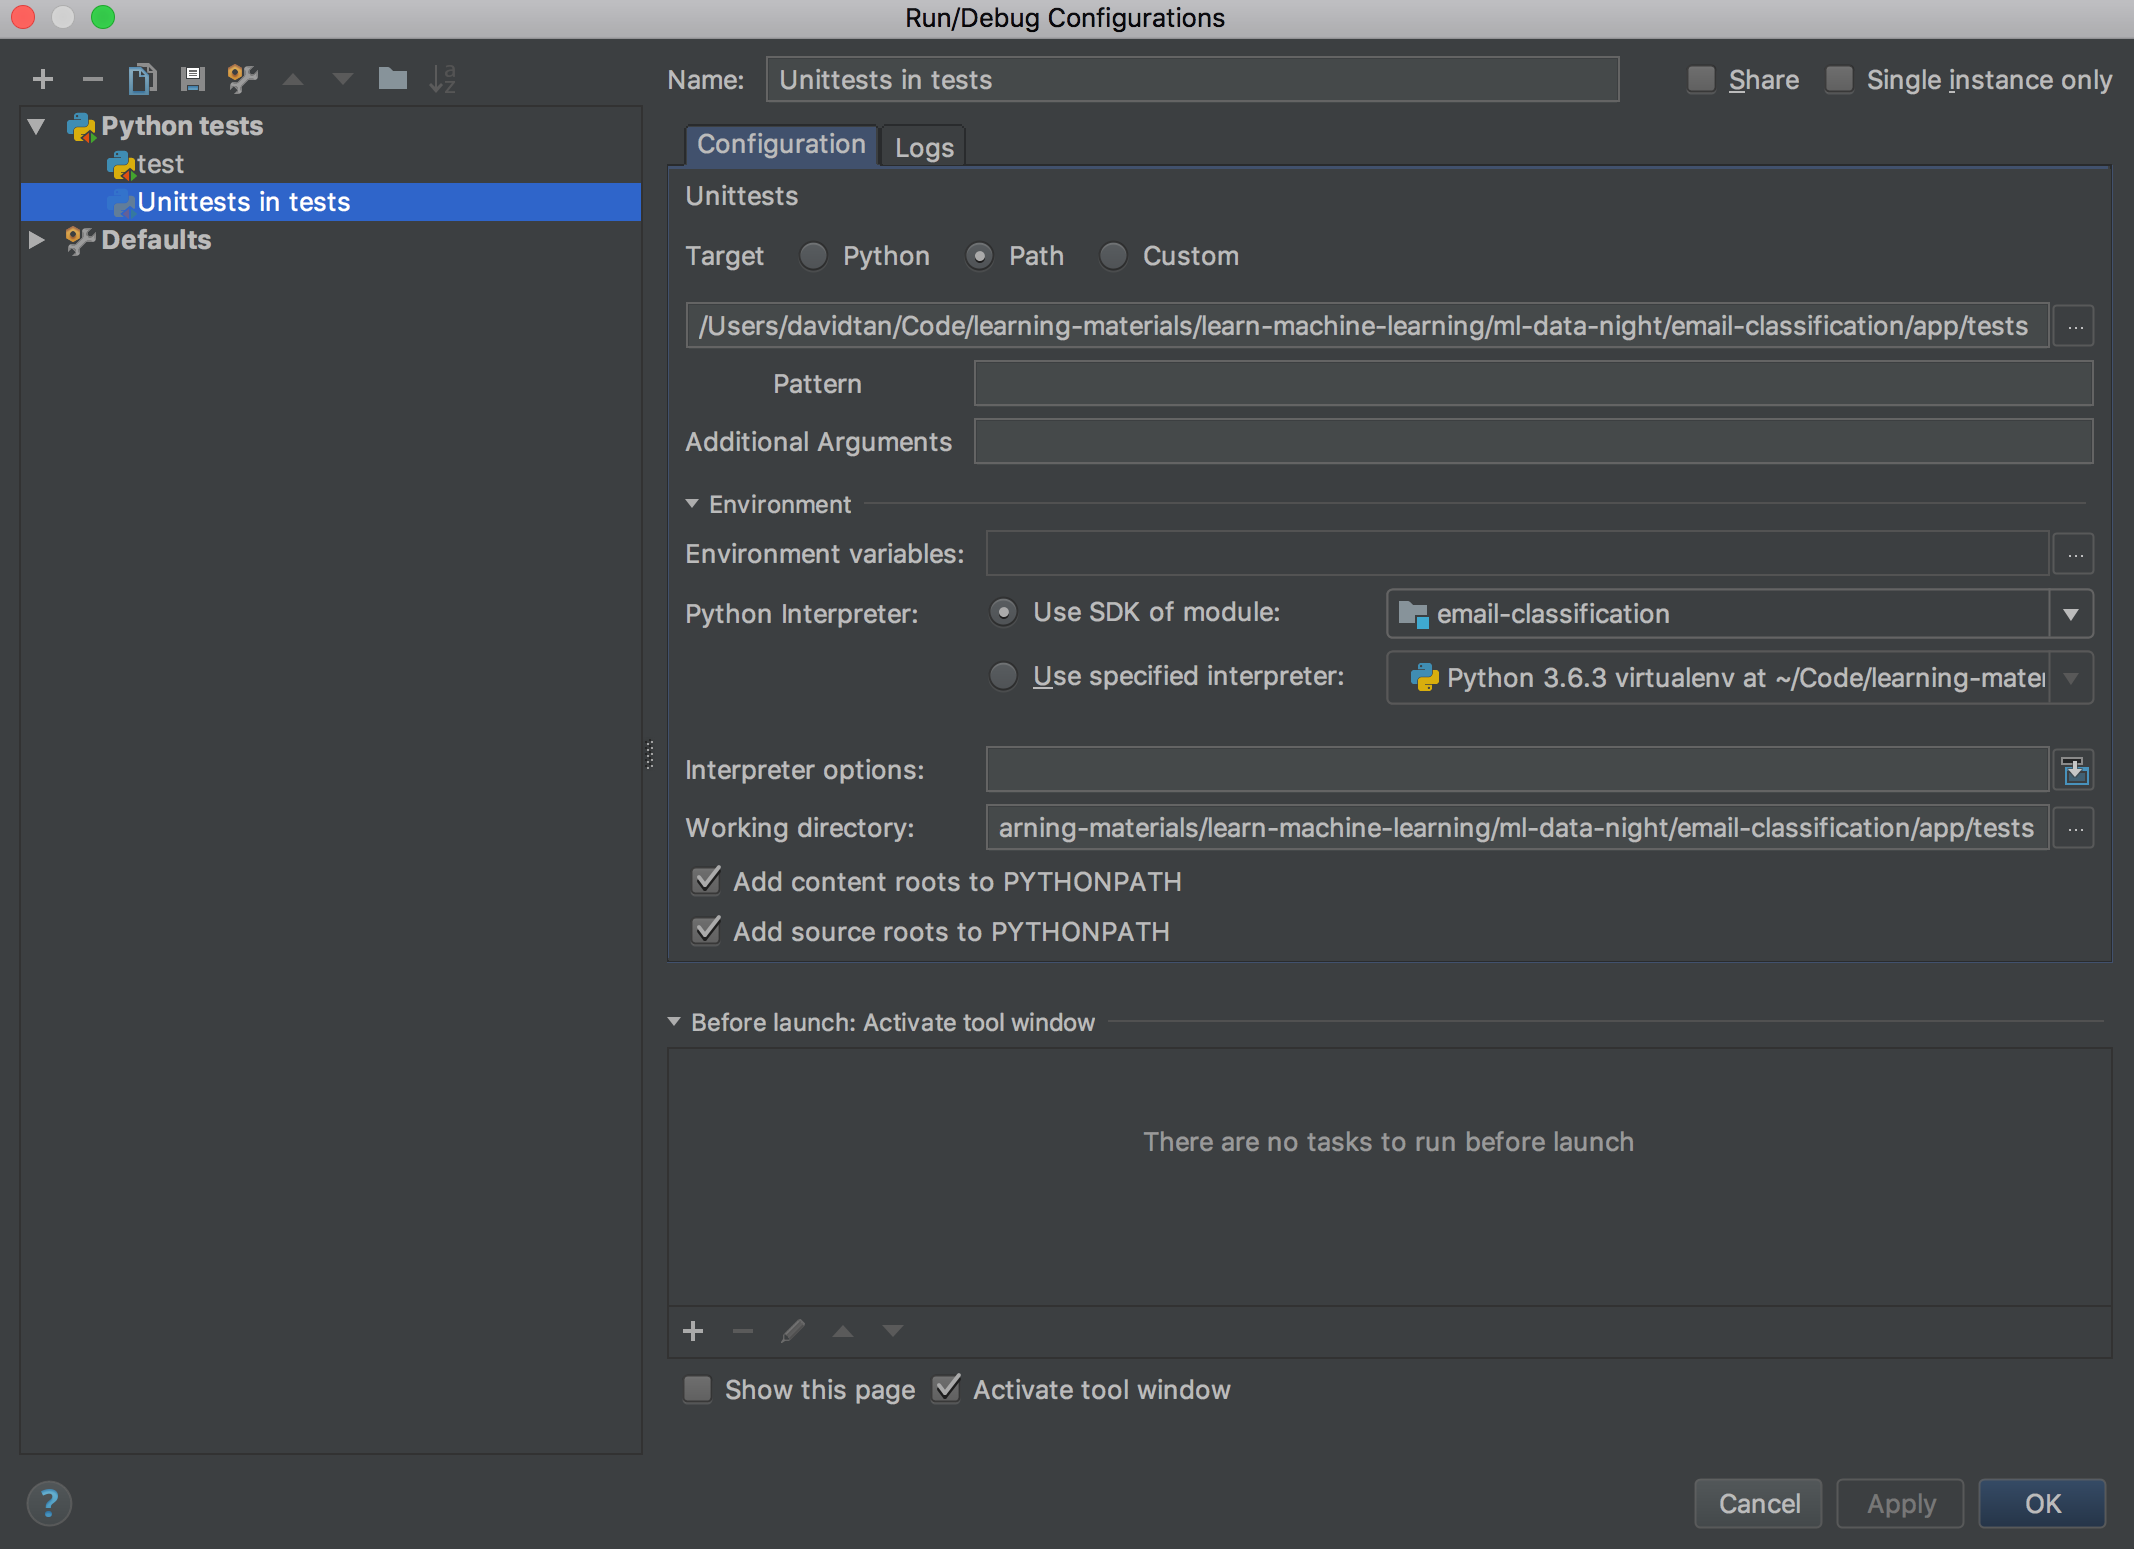 Run/Debug Configurations
Name: Unittests in tests Share Single instance only
Python tests
test
Unittests in tests
Defaults
Configuration Logs
Unittests
Target Python Path Custom
/Users/davidtan/Code/learning-materials/learn-machine-learning/ml-data-night/email-classification/app/tests ...
Pattern
Additional Arguments
Environment
Environment variables: ...
Python Interpreter: Use SDK of module: email-classification
Use specified interpreter: Python 3.6.3 virtualenv at ~/Code/learning-mater
Interpreter options:
Working directory: arning-materials/learn-machine-learning/ml-data-night/email-classification/app/tests ...
Add content roots to PYTHONPATH
Add source roots to PYTHONPATH
Before launch: Activate tool window
There are no tasks to run before launch
Show this page Activate tool window
? Cancel Apply OK